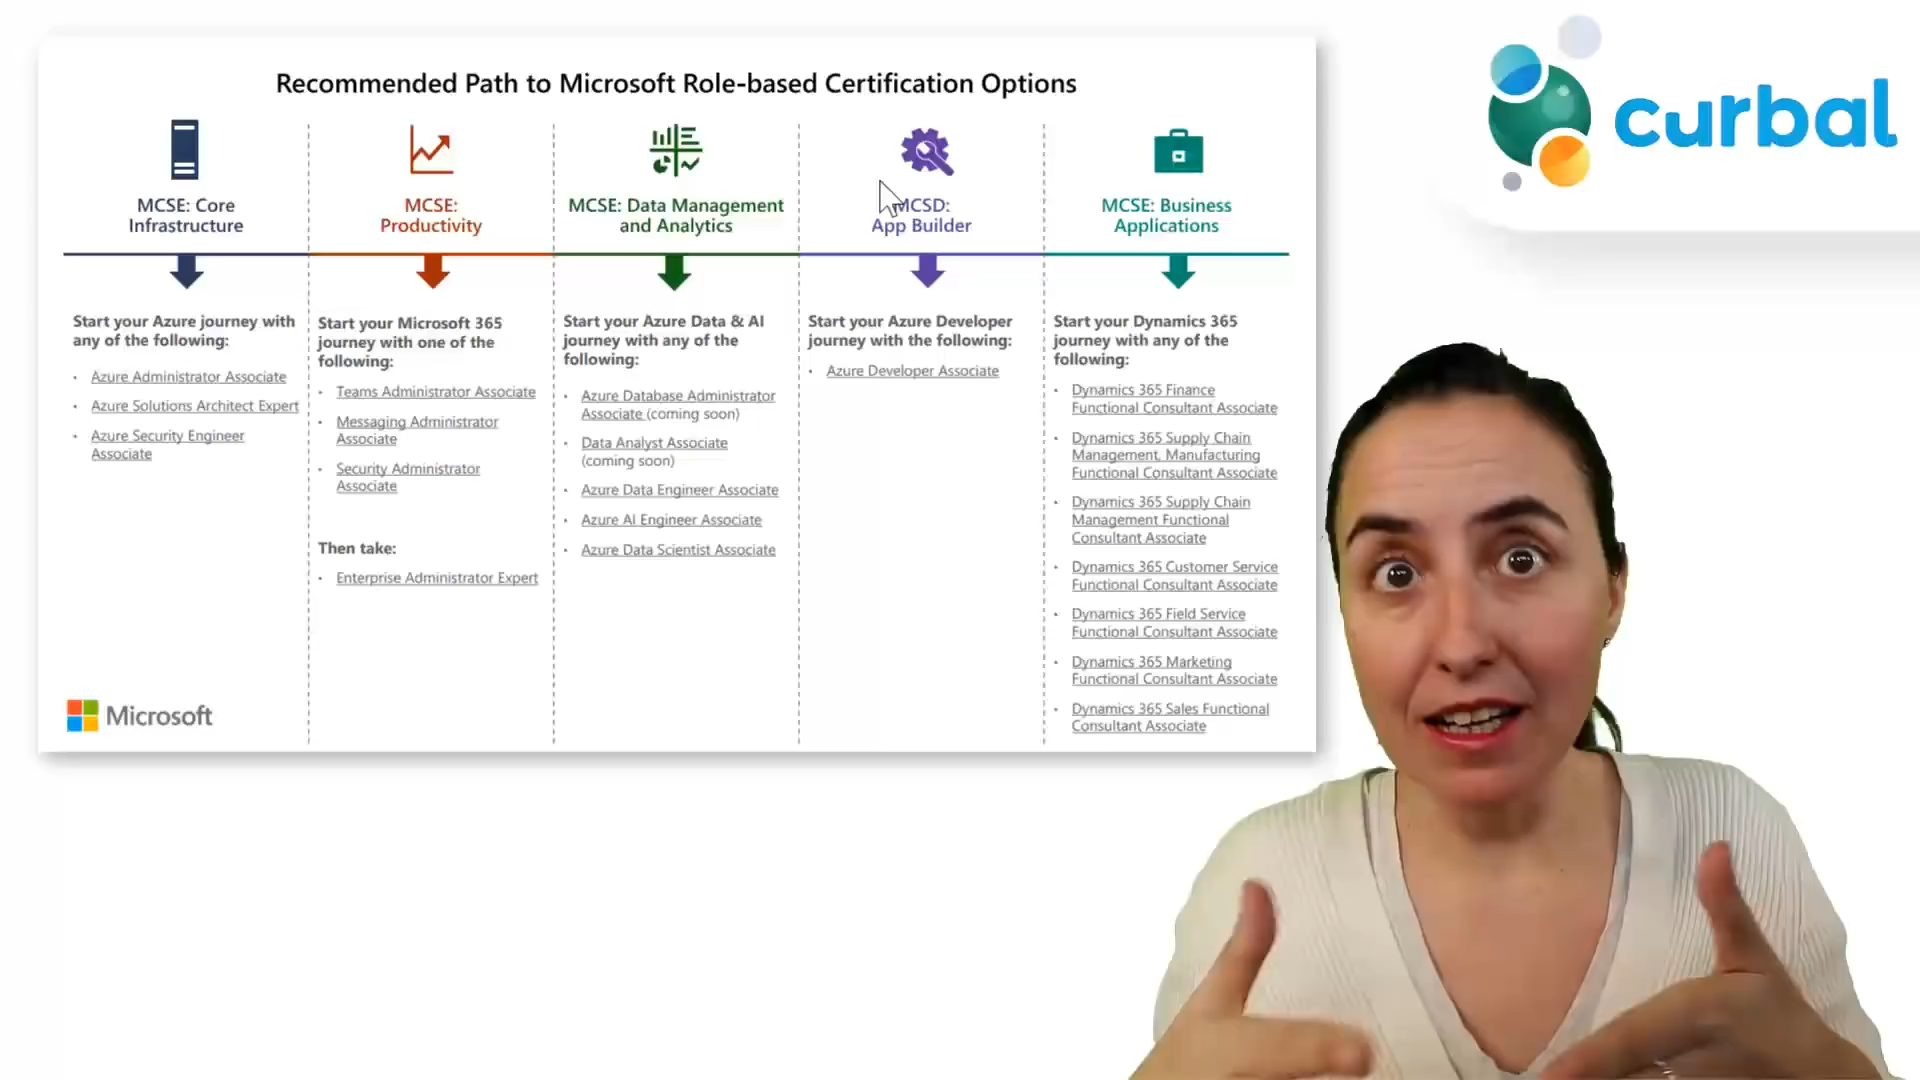 Recommended Path to Microsoft Role-based Certification Options
curbal
MCSE: Core
Infrastructure
Start your Azure journey with
any of the following:
• Azure Administrator Associate
• Azure Solutions Architect Expert
• Azure Security Engineer
Associate
MCSE:
Productivity
Start your Microsoft 365
journey with one of the
following:
• Teams Administrator Associate
• Messaging Administrator
Associate
• Security Administrator
Associate
Then take:
• Enterprise Administrator Expert
MCSE: Data Management
and Analytics
Start your Azure Data & AI
journey with any of the
following:
• Azure Database Administrator
Associate (coming soon)
• Data Analyst Associate
(coming soon)
• Azure Data Engineer Associate
• Azure AI Engineer Associate
• Azure Data Scientist Associate
MCSD:
App Builder
Start your Azure Developer
journey with the following:
• Azure Developer Associate
MCSE: Business
Applications
Start your Dynamics 365
journey with any of the
following:
• Dynamics 365 Finance
Functional Consultant Associate
• Dynamics 365 Supply Chain
Management, Manufacturing
Functional Consultant Associate
• Dynamics 365 Supply Chain
Management Functional
Consultant Associate
• Dynamics 365 Customer Service
Functional Consultant Associate
• Dynamics 365 Field Service
Functional Consultant Associate
• Dynamics 365 Marketing
Functional Consultant Associate
• Dynamics 365 Sales Functional
Consultant Associate
Microsoft